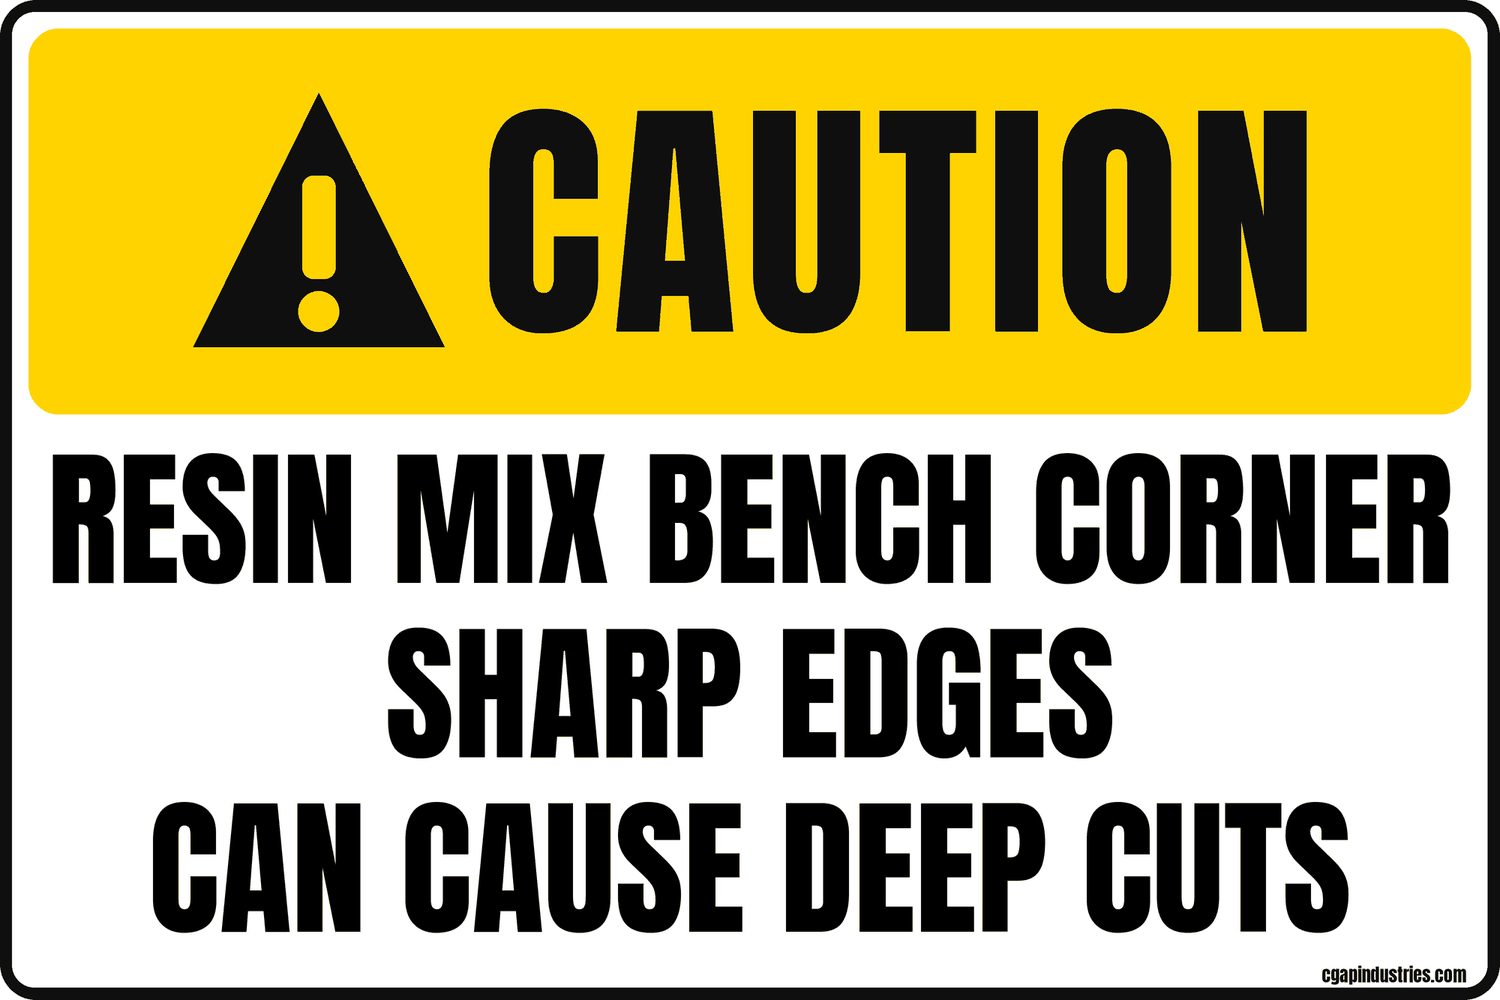 CAUTION
RESIN MIX BENCH CORNER
SHARP EDGES
CAN CAUSE DEEP CUTS
cgapindustries.com